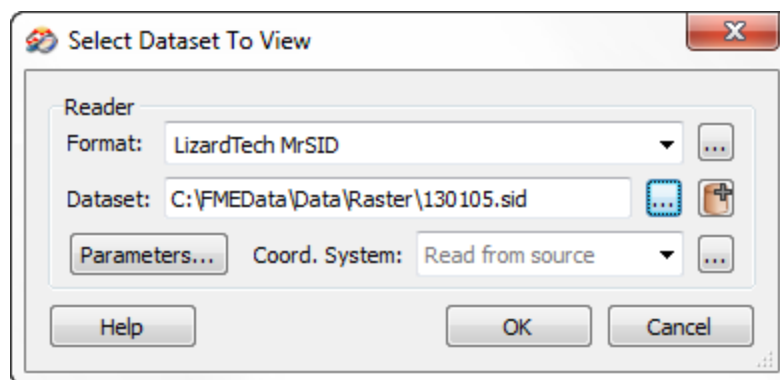 Select Dataset To View
Reader
Format: LizardTech MrSID ...
Dataset: C:\FMEData\Data\Raster\130105.sid ...
Parameters... Coord. System: Read from source ...
Help OK Cancel